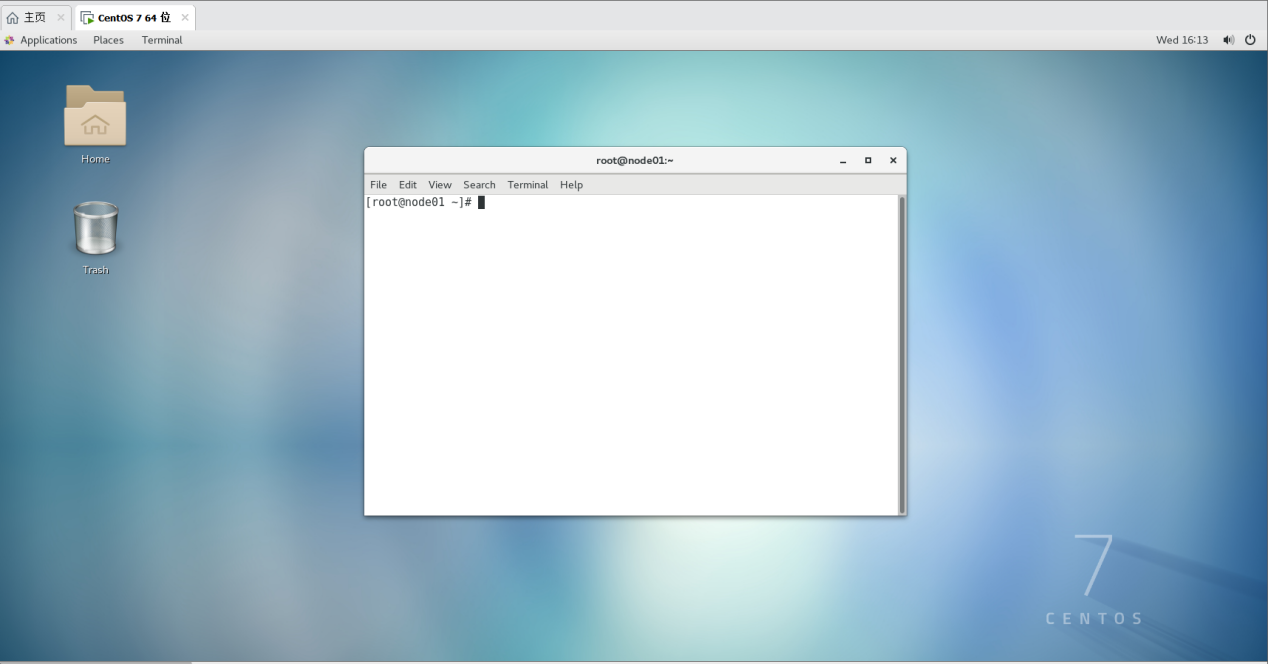 主页 CentOS 7 64 位
Applications Places Terminal Wed 16:13
Home
Trash
root@node01:~
File Edit View Search Terminal Help
[root@node01 ~]#
7
CENTOS